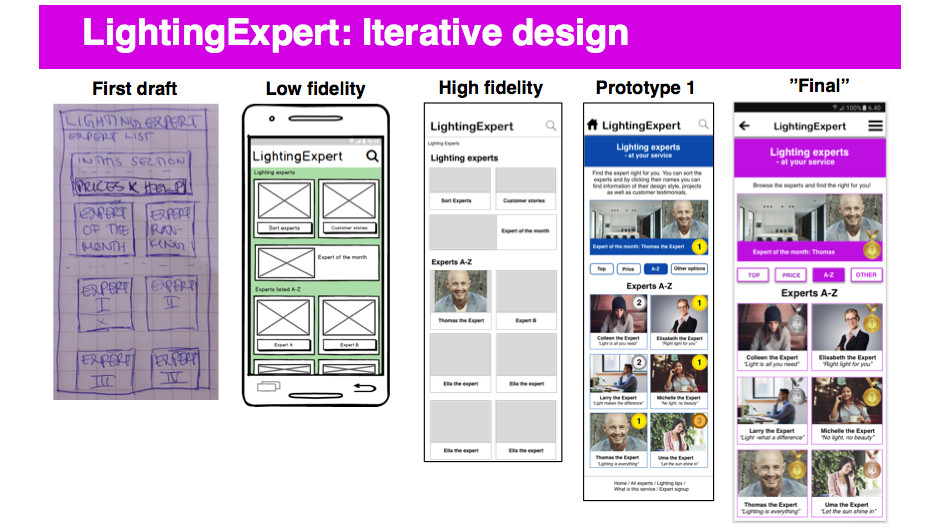 LightingExpert: Iterative design
First draft
LIGHTING EXPERT
EXPERT LIST
IN THIS SECTION
PRICES & HELP
EXPERT
OF THE
MONTH
EXPERT
RAN-
KINGS
EXPERT
I
EXPERT
II
EXPERT
III
EXPERT
IV
Low fidelity
LightingExpert
Lighting experts
Sort experts
Customer stories
Expert of the month
Experts listed A-Z
Expert A
Expert B
High fidelity
LightingExpert
Lighting Experts
Lighting experts
Sort Experts
Customer stories
Expert of the month
Experts A-Z
Thomas the Expert
Expert B
Ella the expert
Ella the expert
Ella the expert
Ella the expert
Prototype 1
LightingExpert
Lighting experts
- at your service
Find the expert right for you. You can sort the
experts and by clicking their names you can
find information of their design style, projects
as well as customer testimonials.
Expert of the month: Thomas the Expert
1
Top
Price
A-Z
Other options
Experts A-Z
2
1
Colleen the Expert
"Light is all you need"
Elisabeth the Expert
"Right light for you"
2
1
Larry the Expert
"Light makes the difference"
Michelle the Expert
"No light, no beauty"
1
3
Thomas the Expert
"Lighting is everything"
Uma the Expert
"Let the sun shine in"
Home / All experts / Lighting tips /
What is this service / Expert signup
”Final”
100% 6.40
LightingExpert
Lighting experts
- at your service
Browse the experts and find the right for you!
Expert of the month: Thomas
TOP
PRICE
A-Z
OTHER
Experts A-Z
Colleen the Expert
"Light is all you need"
Elisabeth the Expert
"Right light for you"
Larry the Expert
"Light -what a difference"
Michelle the Expert
"No light, no beauty"
Thomas the Expert
"Lighting is everything"
Uma the Expert
"Let the sun shine in"